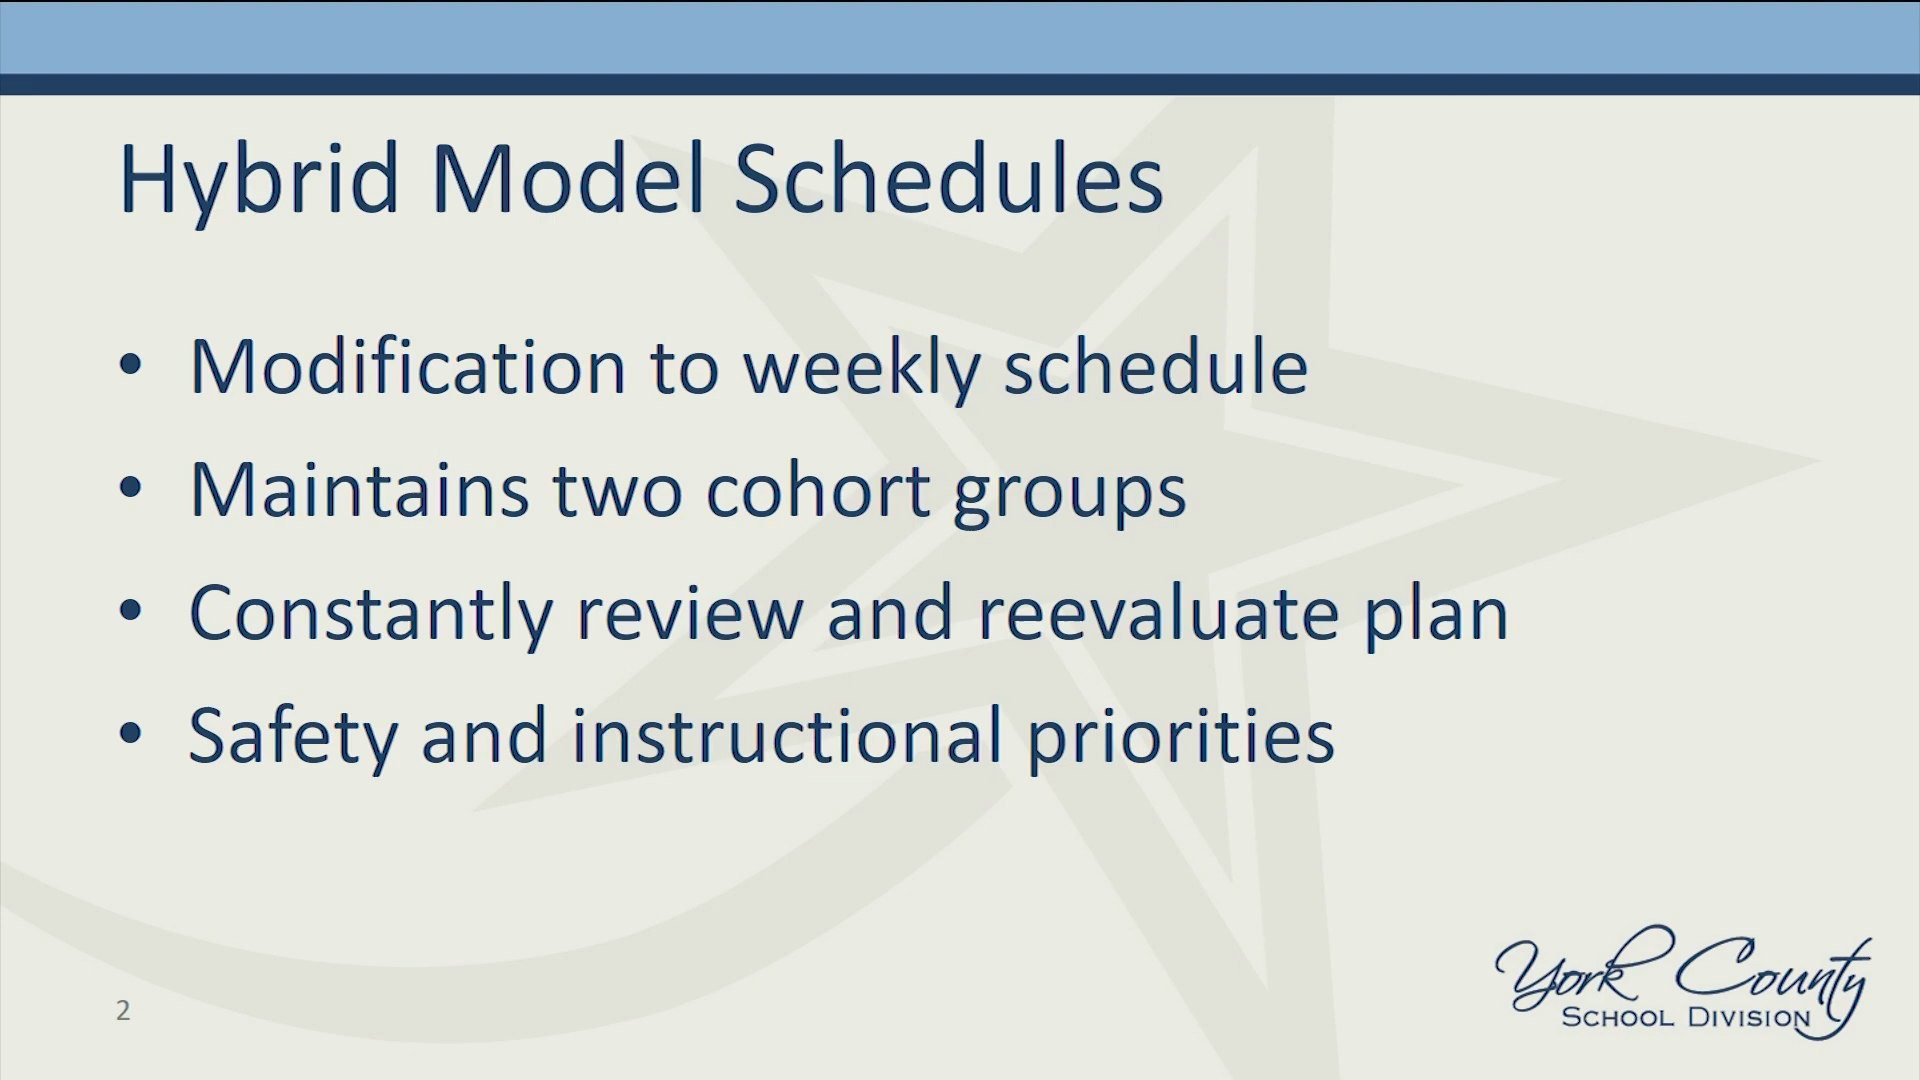 Hybrid Model Schedules
• Modification to weekly schedule
• Maintains two cohort groups
• Constantly review and reevaluate plan
• Safety and instructional priorities
2
York County
SCHOOL DIVISION